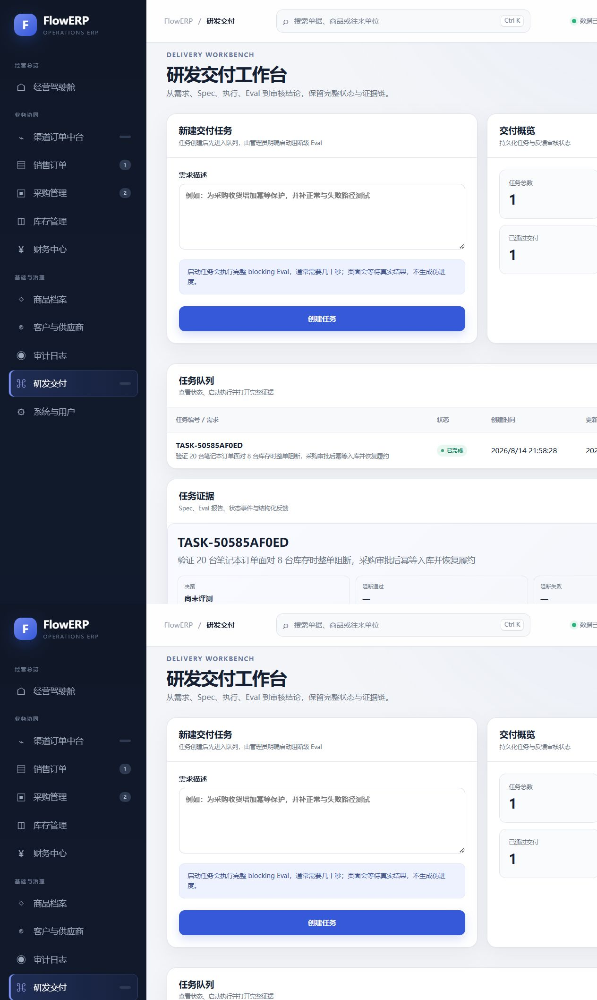 F
FlowERP
OPERATIONS ERP
经营总览
经营驾驶舱
业务协同
渠道订单中台
销售订单 1
采购管理 2
库存管理
¥ 财务中心
基础与治理
商品档案
客户与供应商
审计日志
研发交付
系统与用户
FlowERP / 研发交付
搜索单据、商品或往来单位 Ctrl K
数据已
DELIVERY WORKBENCH
研发交付工作台
从需求、Spec、执行、Eval 到审核结论，保留完整状态与证据链。
新建交付任务
任务创建后先进入队列，由管理员明确启动阻断级 Eval
需求描述
例如：为采购收货增加幂等保护，并补正常与失败路径测试
启动任务会执行完整 blocking Eval，通常需要几十秒；页面会等待真实结果，不生成伪进
度。
创建任务
交付概览
持久化任务与反馈审核状态
任务总数
1
已通过交付
1
任务队列
查看状态、启动执行并打开完整证据
任务编号 / 需求 状态 创建时间 更新
TASK-50585AF0ED
验证 20 台笔记本订单面对 8 台库存时整单阻断，采购审批后幂等入库并恢复履约
已完成 2026/8/14 21:58:28 202
任务证据
Spec、Eval 报告、状态事件与结构化反馈
TASK-50585AF0ED
验证 20 台笔记本订单面对 8 台库存时整单阻断，采购审批后幂等入库并恢复履约
决策
尚未评测
阻断通过
—
阻断失败
—
F
FlowERP
OPERATIONS ERP
经营总览
经营驾驶舱
业务协同
渠道订单中台
销售订单 1
采购管理 2
库存管理
¥ 财务中心
基础与治理
商品档案
客户与供应商
审计日志
研发交付
FlowERP / 研发交付
搜索单据、商品或往来单位 Ctrl K
数据已
DELIVERY WORKBENCH
研发交付工作台
从需求、Spec、执行、Eval 到审核结论，保留完整状态与证据链。
新建交付任务
任务创建后先进入队列，由管理员明确启动阻断级 Eval
需求描述
例如：为采购收货增加幂等保护，并补正常与失败路径测试
启动任务会执行完整 blocking Eval，通常需要几十秒；页面会等待真实结果，不生成伪进
度。
创建任务
交付概览
持久化任务与反馈审核状态
任务总数
1
已通过交付
1
任务队列
查看状态、启动执行并打开完整证据